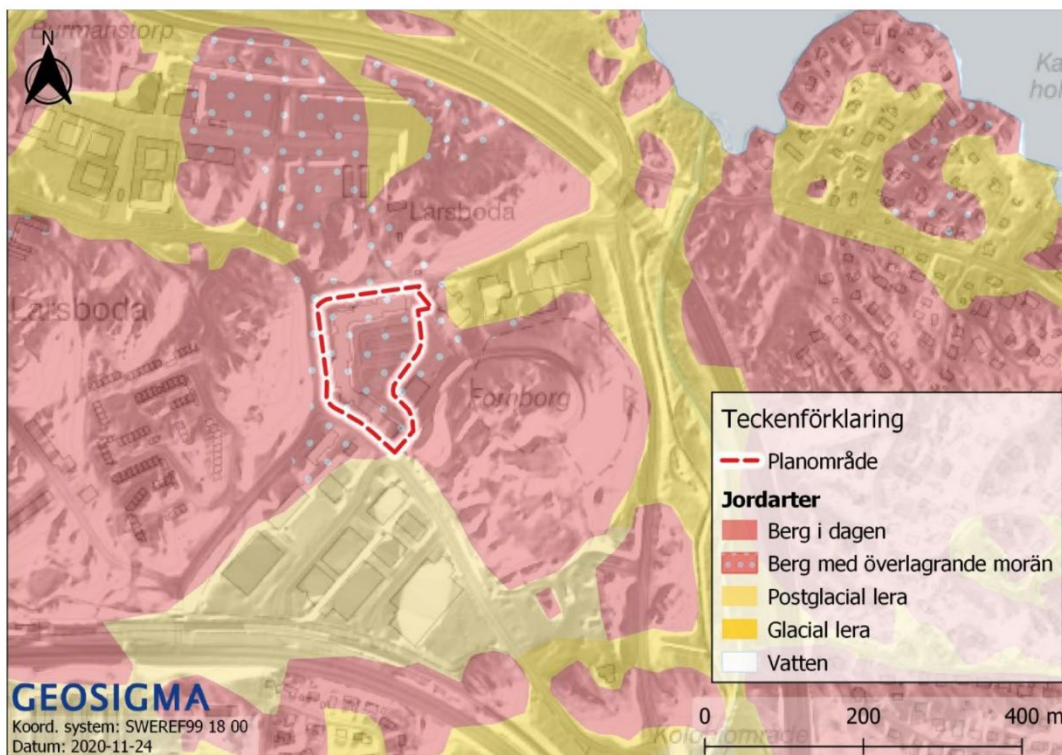 Burmanstorp
N
Larsboda
Larsboda
Fornborg
Teckenförklaring
Planområde
Jordarter
Berg i dagen
Berg med överlagrande morän
Postglacial lera
Glacial lera
Vatten
GEOSIGMA
Koord. system: SWEREF99 18 00
Datum: 2020-11-24
0 200 400 m